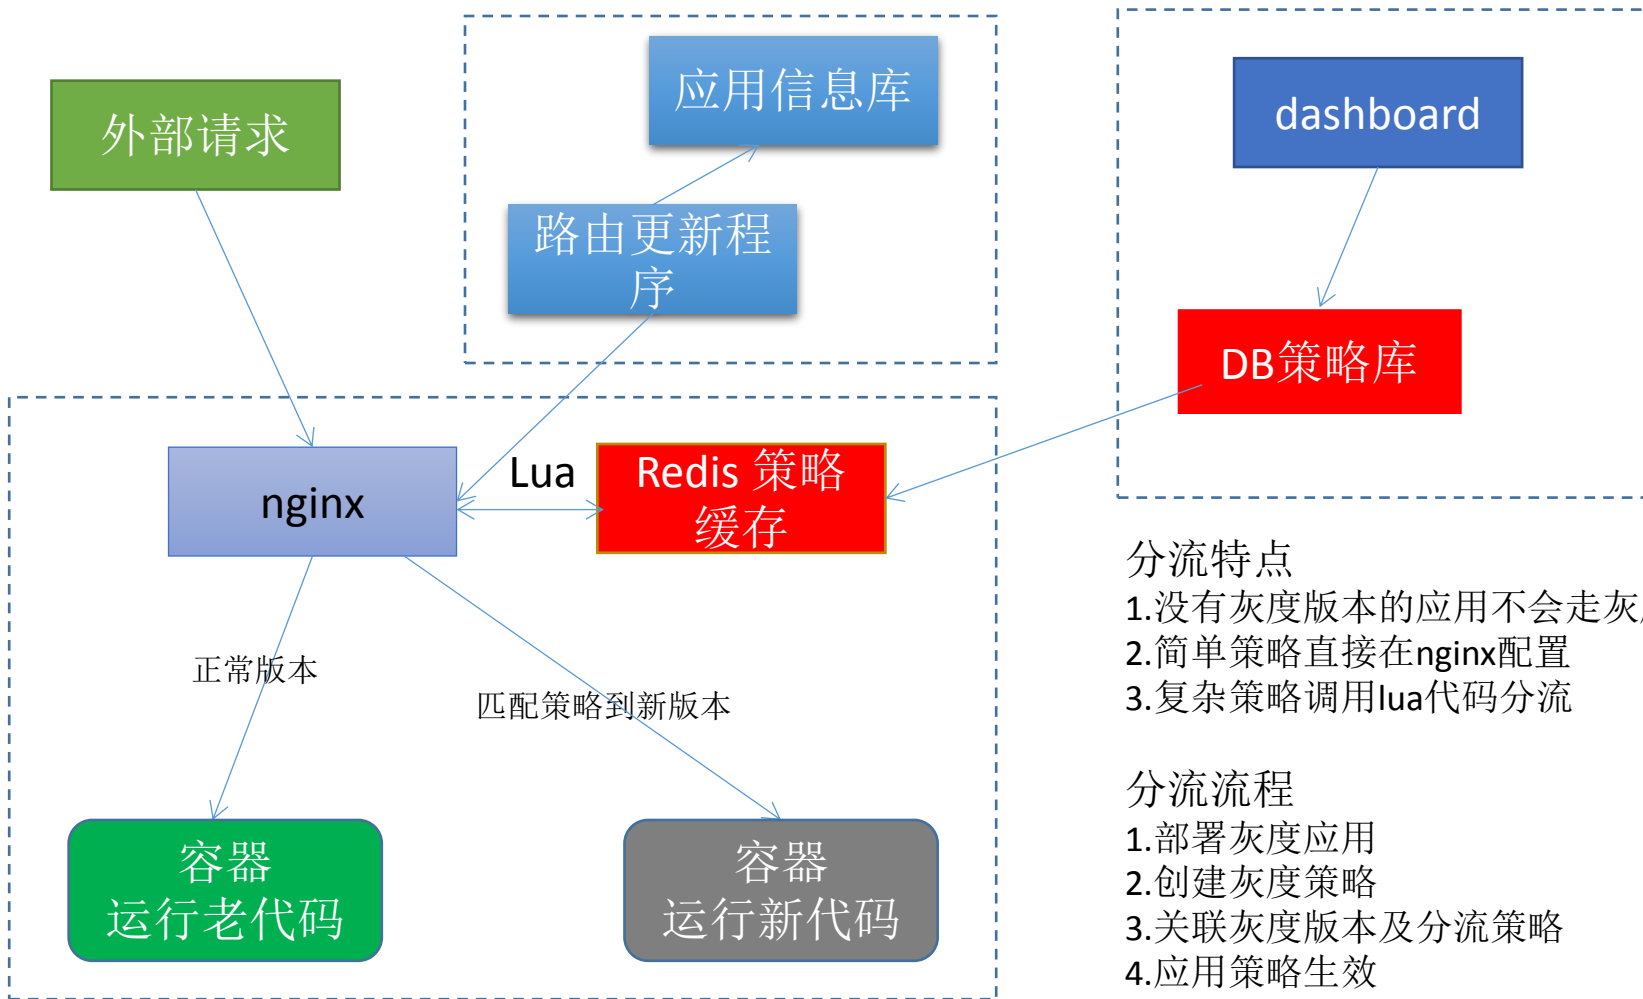 外部请求
应用信息库
路由更新程
序
dashboard
DB策略库
nginx
Lua
Redis 策略
缓存
正常版本
匹配策略到新版本
容器
运行老代码
容器
运行新代码
分流特点
1.没有灰度版本的应用不会走灰
2.简单策略直接在nginx配置
3.复杂策略调用lua代码分流
分流流程
1.部署灰度应用
2.创建灰度策略
3.关联灰度版本及分流策略
4.应用策略生效